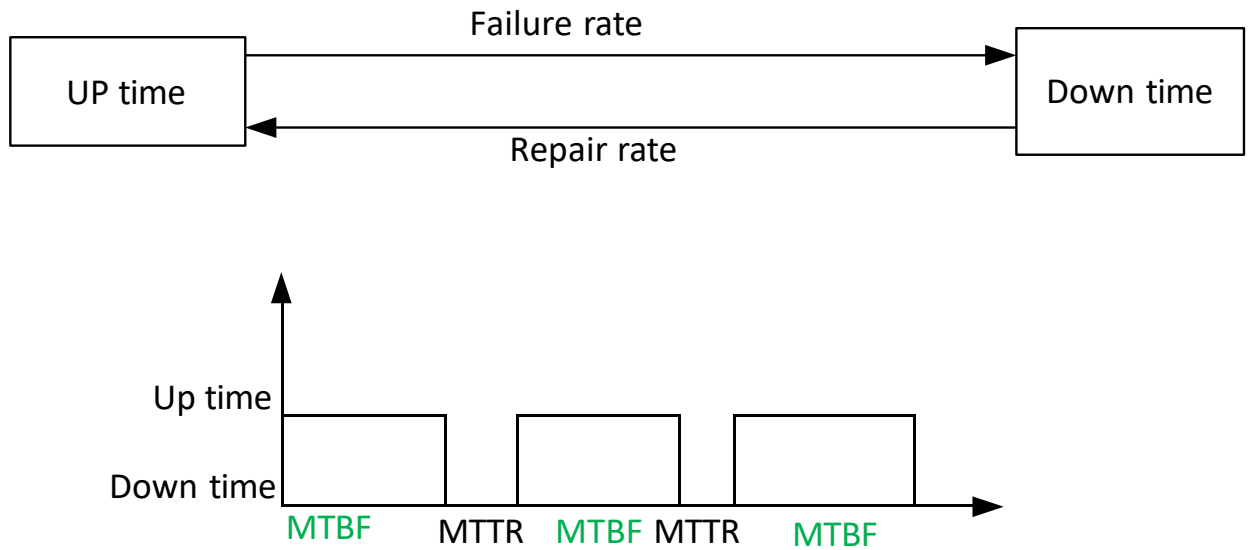 Failure rate
UP time
Down time
Repair rate
Up time
Down time
MTBF MTTR MTBF MTTR MTBF